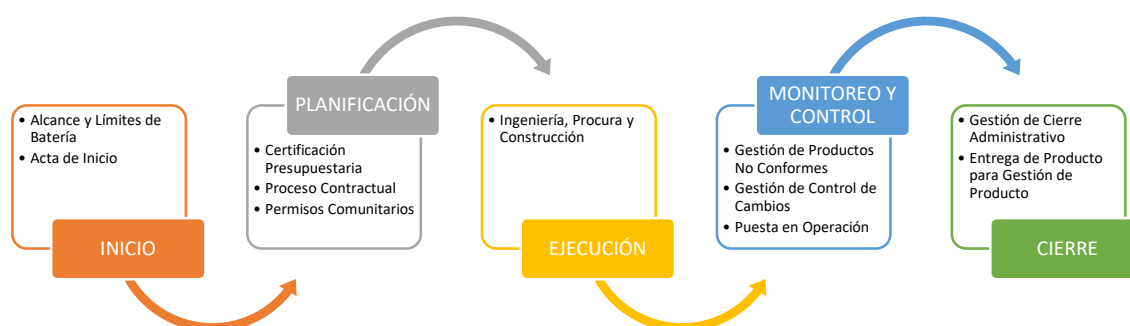 • Alcance y Límites de
Batería
• Acta de Inicio
INICIO
PLANIFICACIÓN
• Certificación
Presupuestaria
• Proceso Contractual
• Permisos Comunitarios
• Ingeniería, Procura y
Construcción
EJECUCIÓN
MONITOREO Y
CONTROL
• Gestión de Productos
No Conformes
• Gestión de Control de
Cambios
• Puesta en Operación
• Gestión de Cierre
Administrativo
• Entrega de Producto
para Gestión de
Producto
CIERRE